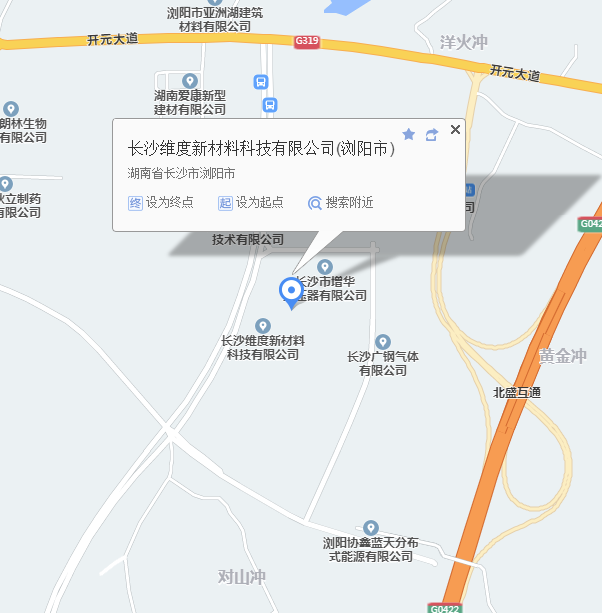 浏阳市亚洲湖建筑
材料有限公司
开元大道
G319
洋火冲
开元大道
湖南爱康新型
建材有限公司
朗林生物
有限公司
长沙维度新材料科技有限公司(浏阳市)
湖南省长沙市浏阳市
终 设为终点
起 设为起点
搜索附近
立制药
有限公司
站
司
G042
技术有限公司
长沙市增华
压器有限公司
长沙维度新材料
科技有限公司
长沙广钢气体
有限公司
黄金冲
北盛互通
浏阳协鑫蓝天分布
式能源有限公司
对山冲
G0422